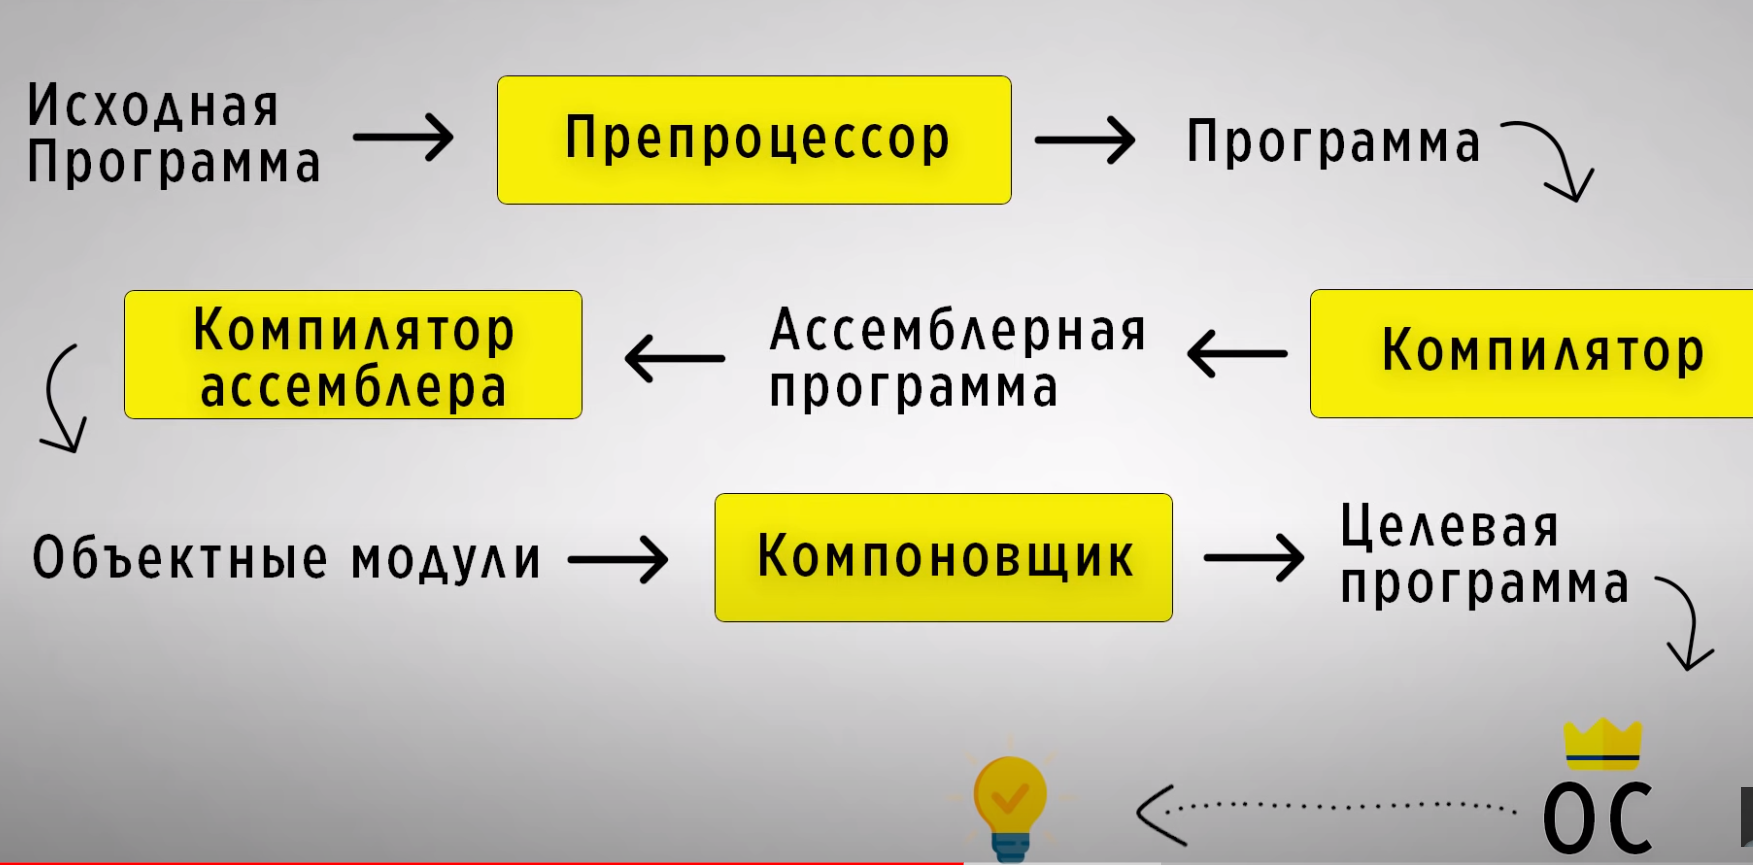 Исходная
Программа
Препроцессор
Программа
Компилятор
ассемблера
Ассемблерная
программа
Компилятор
Объектные модули
Компоновщик
Целевая
программа
ОС